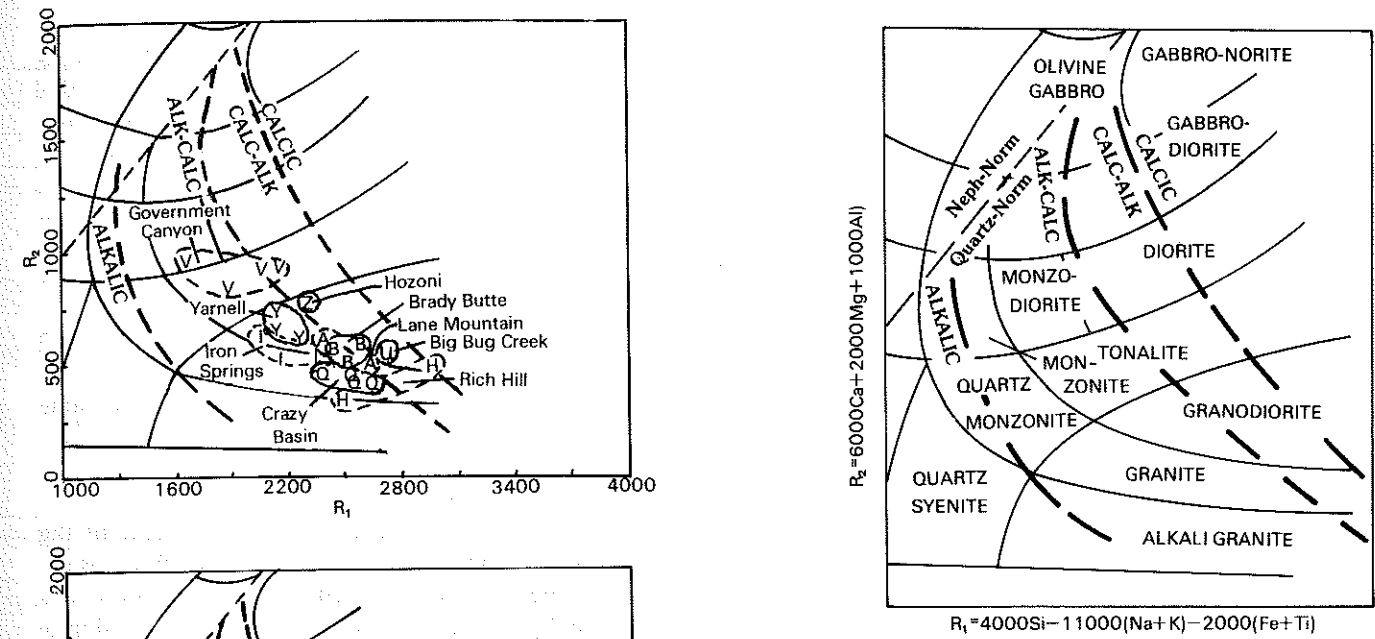 2000
1500
1000
500
0
R₂
1000
1600
2200
2800
3400
4000
R₁
ALK-CALC
CALC-ALK
CALCIC
ALKALIC
Government
Canyon
V
V
V
V
Yarnell
Y
Y
Y
Z
Hozoni
Brady Butte
Lane Mountain
Big Bug Creek
Rich Hill
Iron
Springs
I
I
A
B
B
B
A
U
H
H
Crazy
Basin
2000
GABBRO-NORITE
OLIVINE
GABBRO
GABBRO-
DIORITE
Neph-Norm
Quartz-Norm
ALK-CALC
CALC-ALK
CALCIC
DIORITE
MONZO-
DIORITE
ALKALIC
MON-
ZONITE
TONALITE
QUARTZ
MONZONITE
GRANODIORITE
QUARTZ
SYENITE
GRANITE
ALKALI GRANITE
R₂=6000Ca+2000Mg+1000Al)
R₁=4000Si−11000(Na+K)−2000(Fe+Ti)